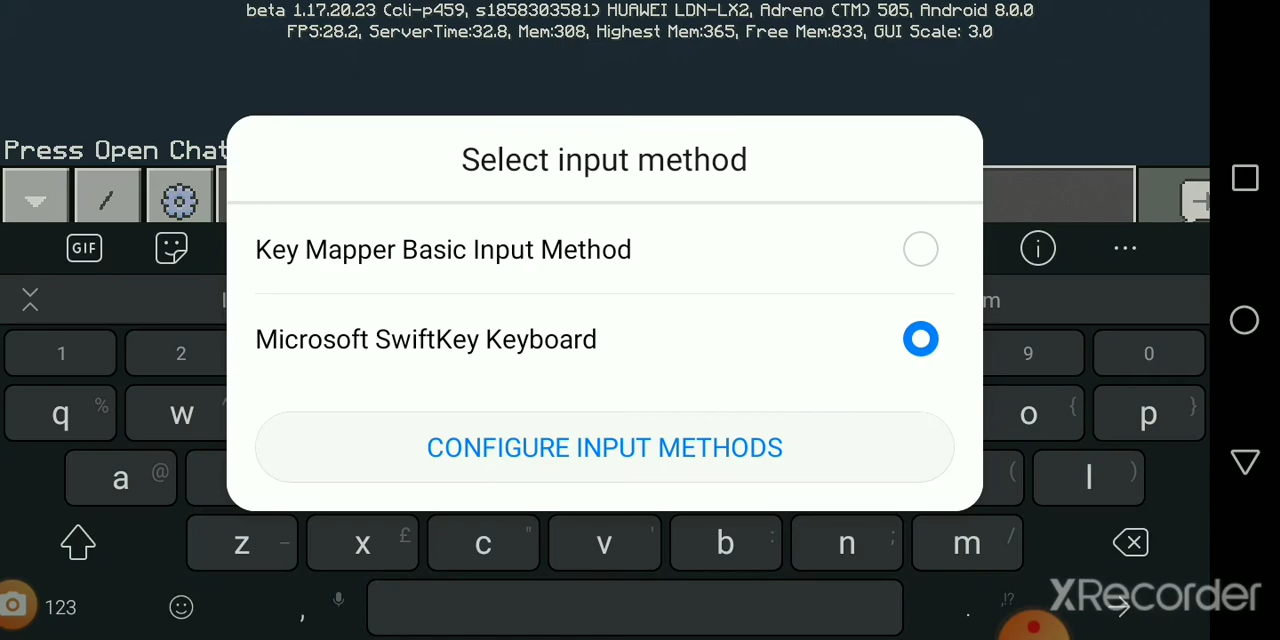 beta 1.17.20.23 (cli-p459, s1858303581) HUAWEI LDN-LX2, Adreno (TM) 505, Android 8.0.0
FPS:28.2, ServerTime:32.8, Mem:308, Highest Mem:365, Free Mem:833, GUI Scale: 3.0
Press Open Chat
Select input method
/
GIF
Key Mapper Basic Input Method
i
...
m
Microsoft SwiftKey Keyboard
1 2 9 0
q % w o { p }
CONFIGURE INPUT METHODS
a @ ( l )
z – x £ c " v ' b : n ; m /
123 , . ,!?
XRecorder